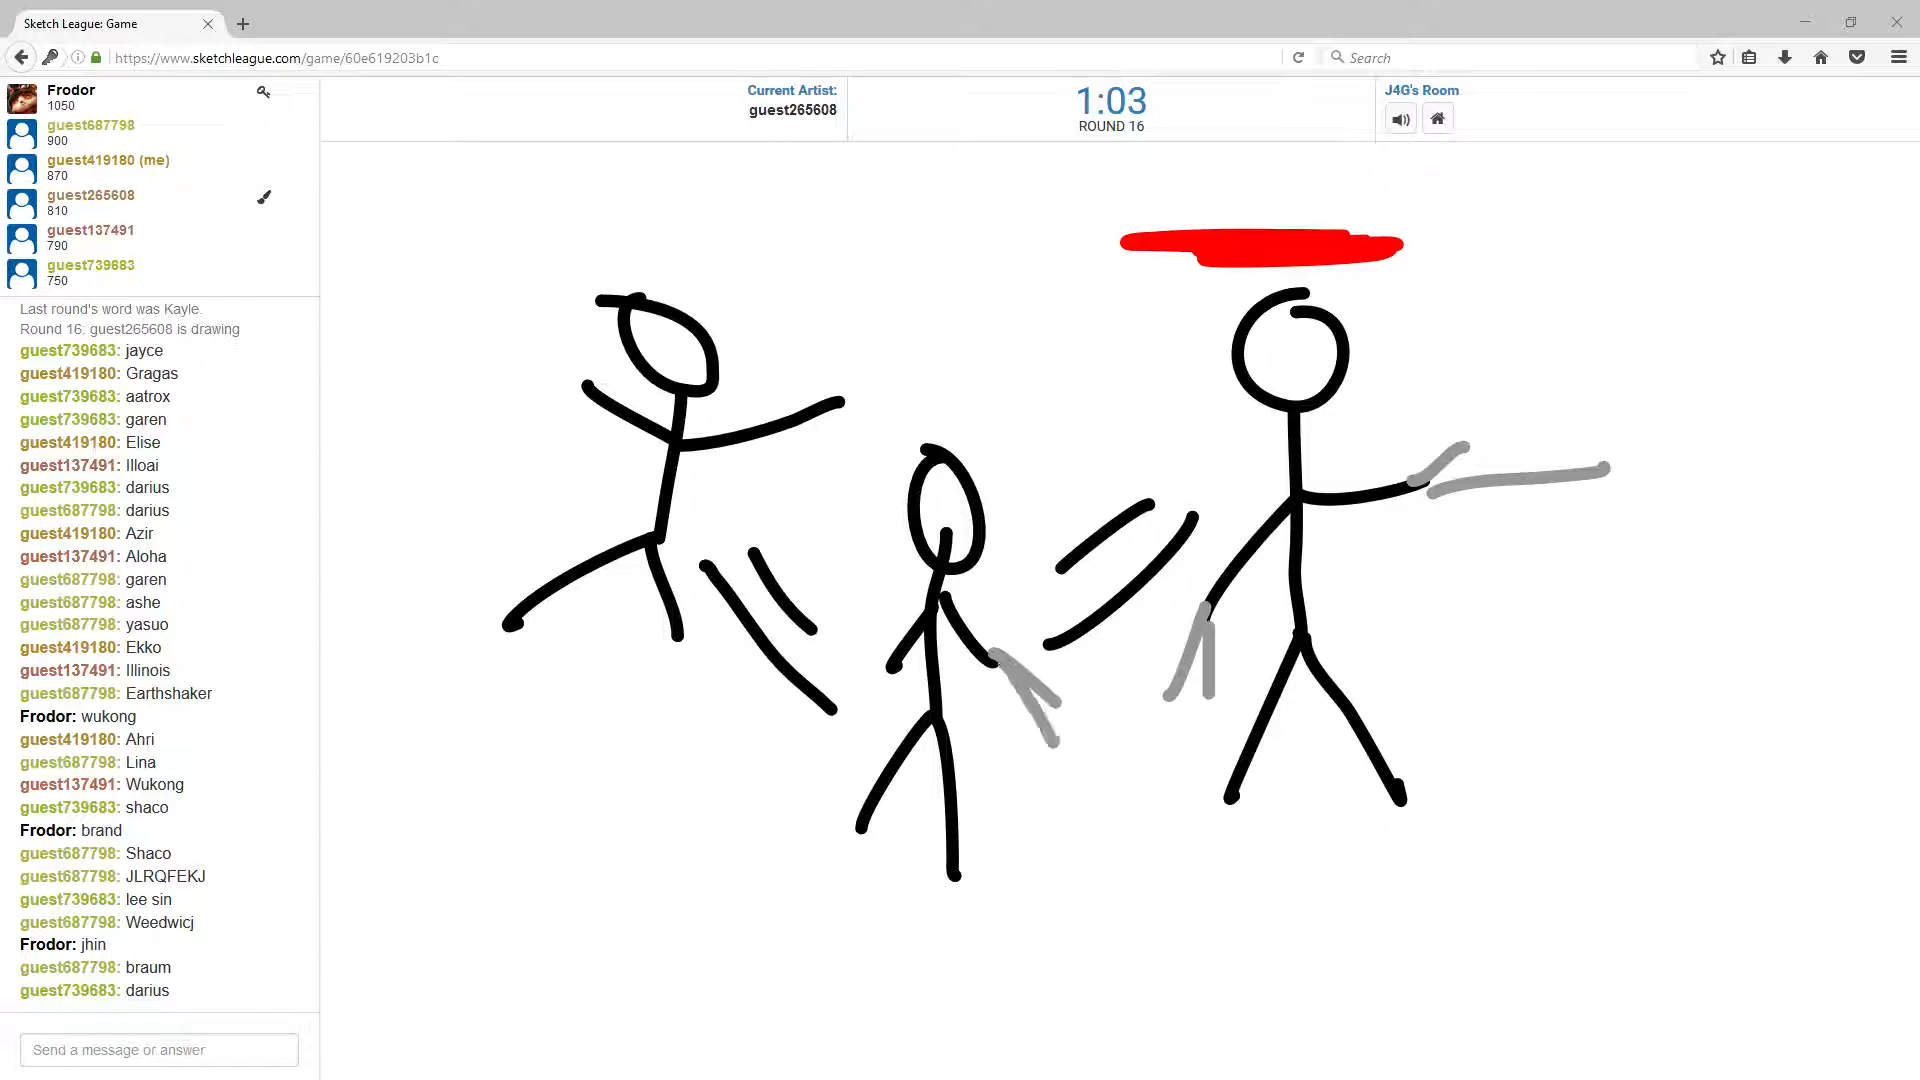 Sketch League: Game
https://www.sketchleague.com/game/60e619203b1c
Search
Frodor
1050
guest687798
900
guest419180 (me)
870
guest265608
810
guest137491
790
guest739683
750
Current Artist:
guest265608
1:03
ROUND 16
J4G's Room
Last round's word was Kayle.
Round 16: guest265608 is drawing
guest739683: jayce
guest419180: Gragas
guest739683: aatrox
guest739683: garen
guest419180: Elise
guest137491: Illoai
guest739683: darius
guest687798: darius
guest419180: Azir
guest137491: Aloha
guest687798: garen
guest687798: ashe
guest687798: yasuo
guest419180: Ekko
guest137491: Illinois
guest687798: Earthshaker
Frodor: wukong
guest419180: Ahri
guest687798: Lina
guest137491: Wukong
guest739683: shaco
Frodor: brand
guest687798: Shaco
guest687798: JLRQFEKJ
guest739683: lee sin
guest687798: Weedwicj
Frodor: jhin
guest687798: braum
guest739683: darius
Send a message or answer